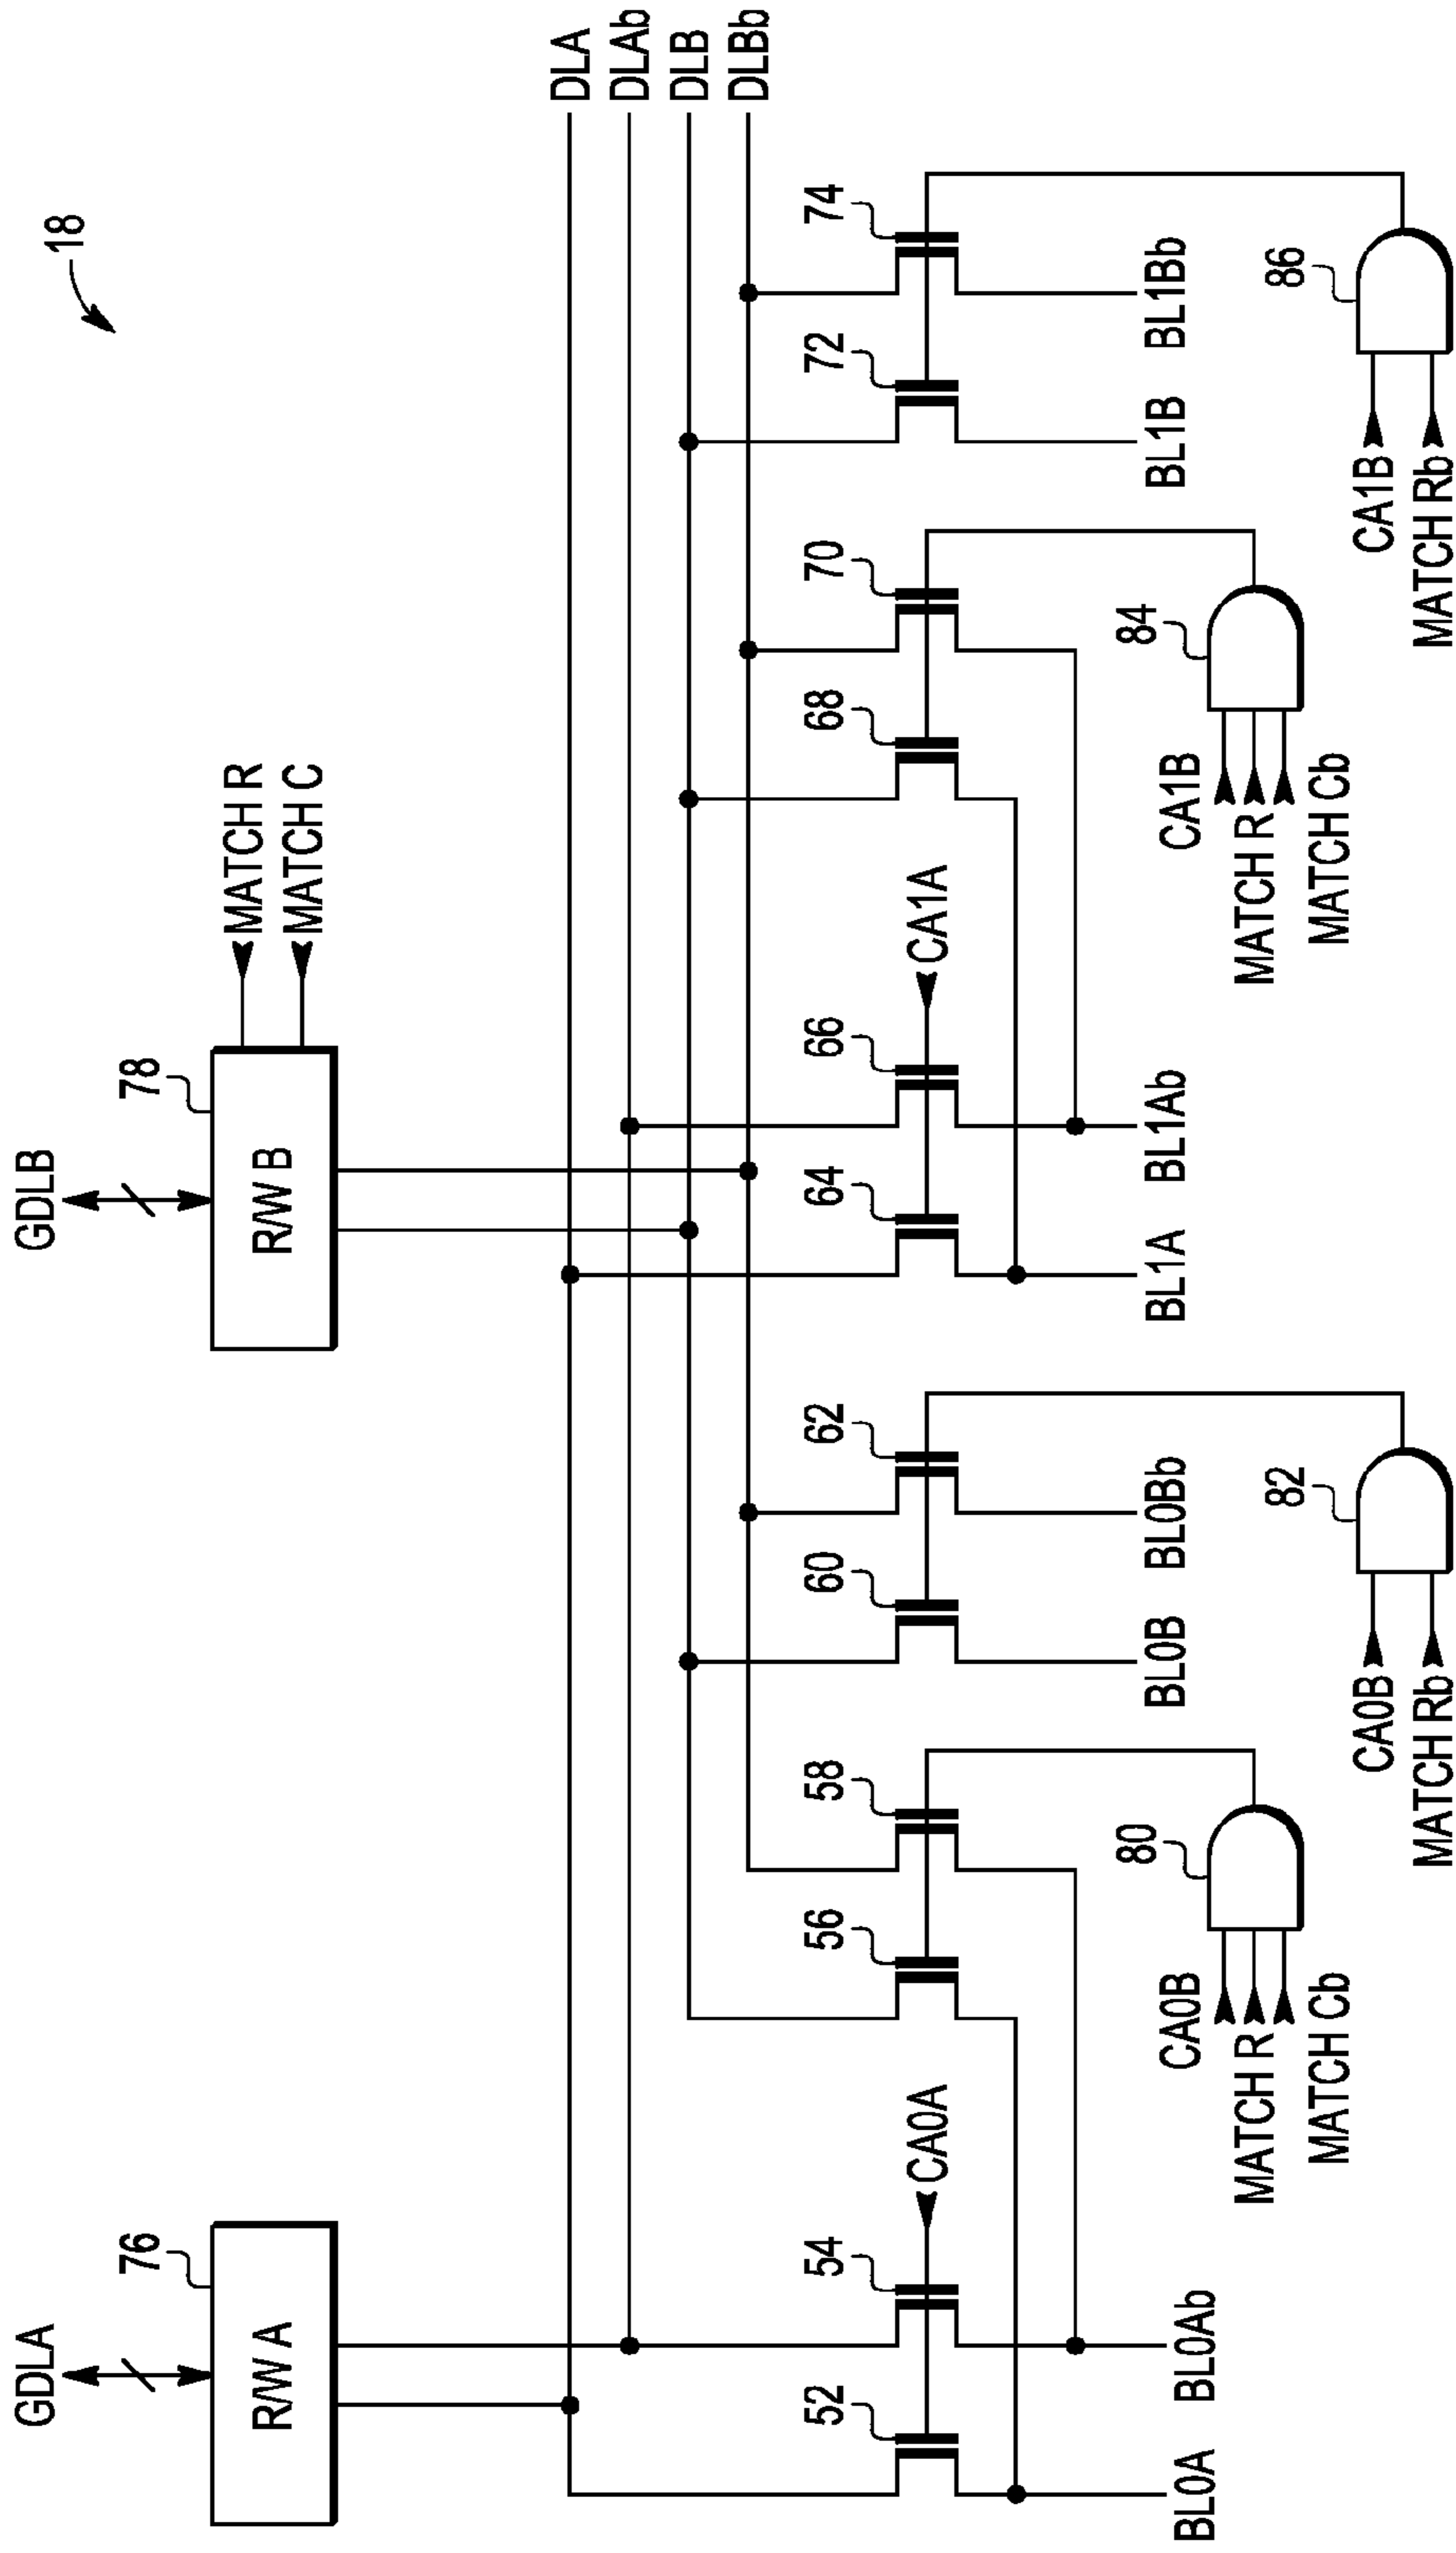 18
GDLA
GDLB
76
78
R/W A
R/W B
MATCH R
MATCH C
DLA
DLAb
DLB
DLBb
52
54
56
58
60
62
64
66
68
70
72
74
CA0A
CA1A
BL0A
BL0Ab
BL0B
BL0Bb
BL1A
BL1Ab
BL1B
BL1Bb
80
CA0B
MATCH R
MATCH Cb
84
CA1B
MATCH R
MATCH Cb
82
CA0B
MATCH Rb
86
CA1B
MATCH Rb